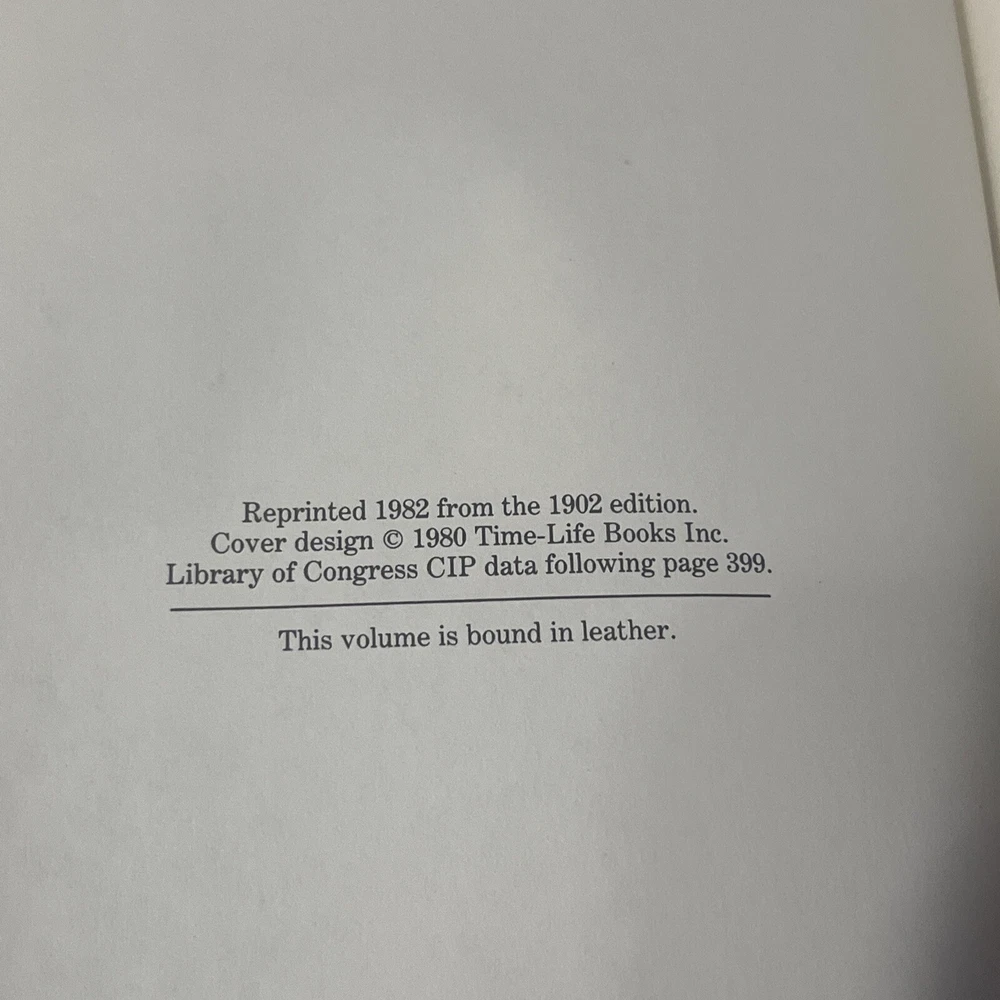 Reprinted 1982 from the 1902 edition.
Cover design © 1980 Time-Life Books Inc.
Library of Congress CIP data following page 399.
This volume is bound in leather.